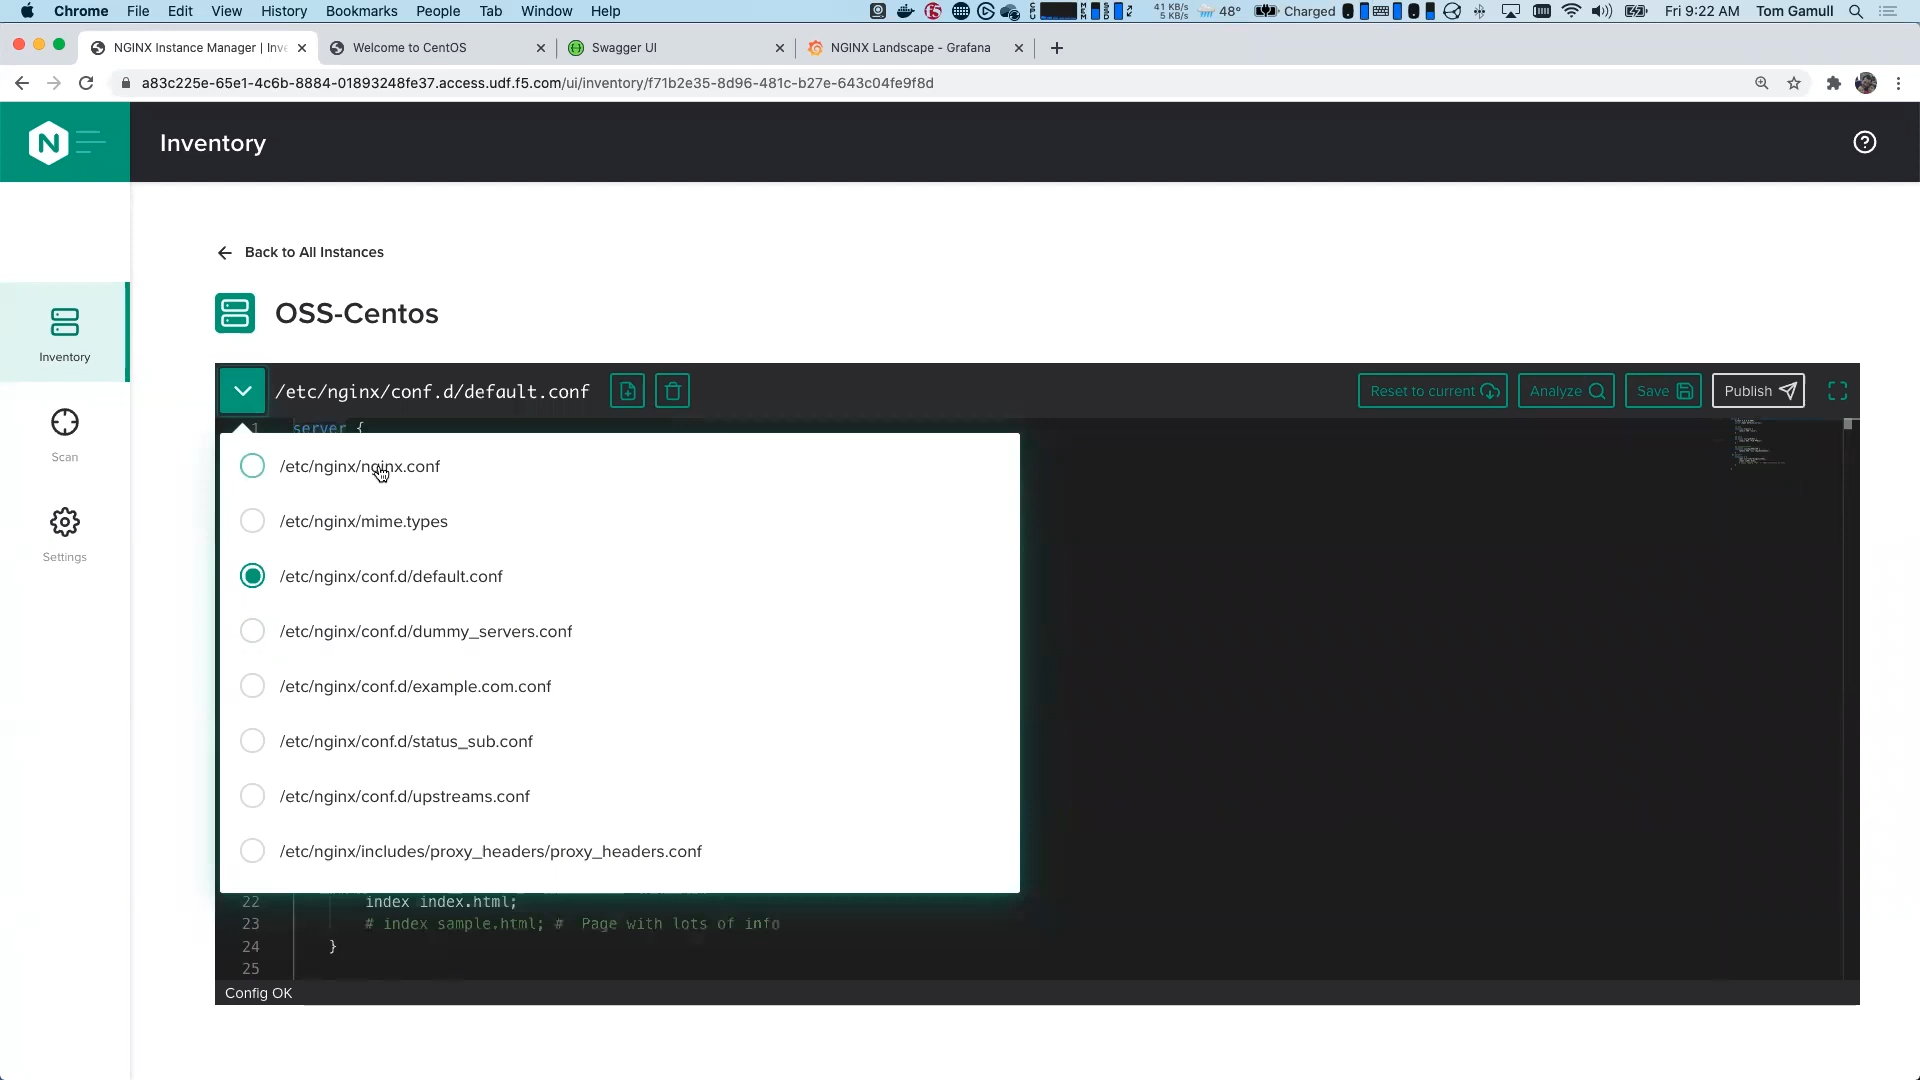 Chrome File Edit View History Bookmarks People Tab Window Help 41 KB/s 5 KB/s 48° Charged Fri 9:22 AM Tom Gamull
NGINX Instance Manager | Inve Welcome to CentOS Swagger UI NGINX Landscape - Grafana
a83c225e-65e1-4c6b-8884-01893248fe37.access.udf.f5.com/ui/inventory/f71b2e35-8d96-481c-b27e-643c04fe9f8d
N Inventory
Back to All Instances
OSS-Centos
Inventory
Scan
Settings
/etc/nginx/conf.d/default.conf Reset to current Analyze Save Publish
1 server {
/etc/nginx/nginx.conf
/etc/nginx/mime.types
/etc/nginx/conf.d/default.conf
/etc/nginx/conf.d/dummy_servers.conf
/etc/nginx/conf.d/example.com.conf
/etc/nginx/conf.d/status_sub.conf
/etc/nginx/conf.d/upstreams.conf
/etc/nginx/includes/proxy_headers/proxy_headers.conf
22 index index.html;
23 # index sample.html; # Page with lots of info
24 }
25
Config OK